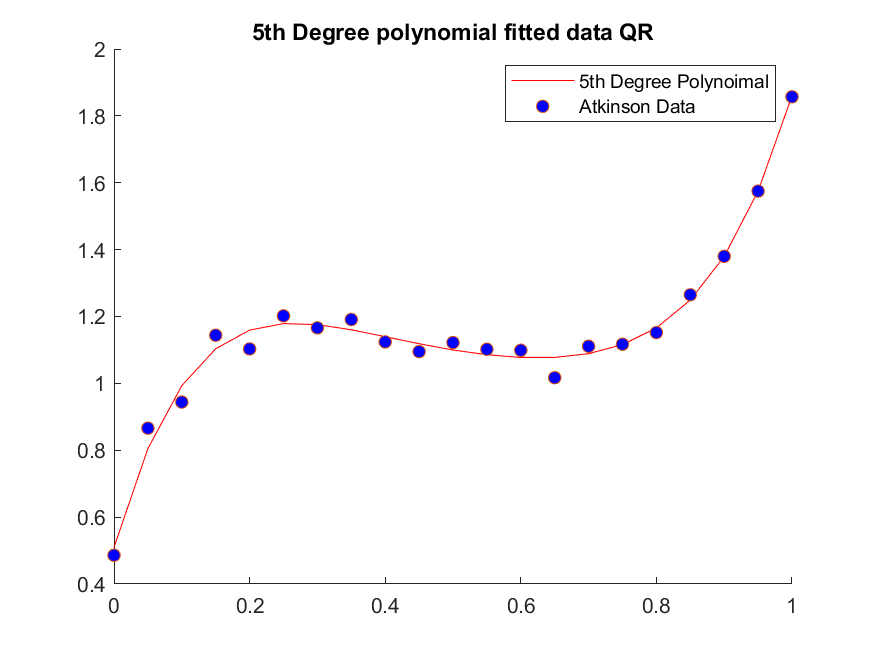 5th Degree polynomial fitted data QR
5th Degree Polynoimal
Atkinson Data
2
1.8
1.6
1.4
1.2
1
0.8
0.6
0.4
0 0.2 0.4 0.6 0.8 1